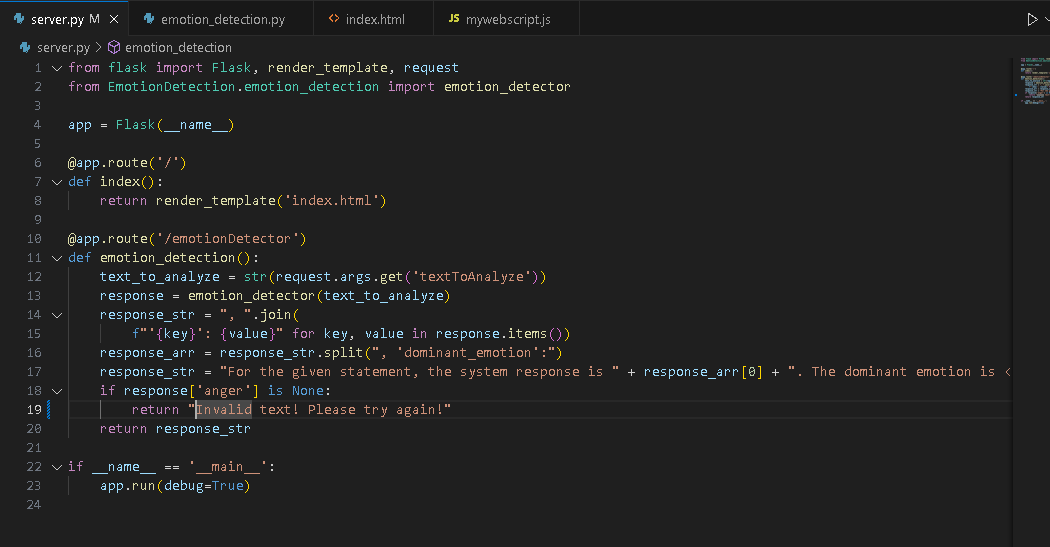 server.py M × emotion_detection.py <> index.html JS mywebscript.js
server.py > emotion_detection
1 from flask import Flask, render_template, request
2 from EmotionDetection.emotion_detection import emotion_detector
3
4 app = Flask(__name__)
5
6 @app.route('/')
7 def index():
8 return render_template('index.html')
9
10 @app.route('/emotionDetector')
11 def emotion_detection():
12 text_to_analyze = str(request.args.get('textToAnalyze'))
13 response = emotion_detector(text_to_analyze)
14 response_str = ", ".join(
15 f"'{key}': {value}" for key, value in response.items())
16 response_arr = response_str.split(", 'dominant_emotion':")
17 response_str = "For the given statement, the system response is " + response_arr[0] + ". The dominant emotion is <
18 if response['anger'] is None:
19 return "Invalid text! Please try again!"
20 return response_str
21
22 if __name__ == '__main__':
23 app.run(debug=True)
24